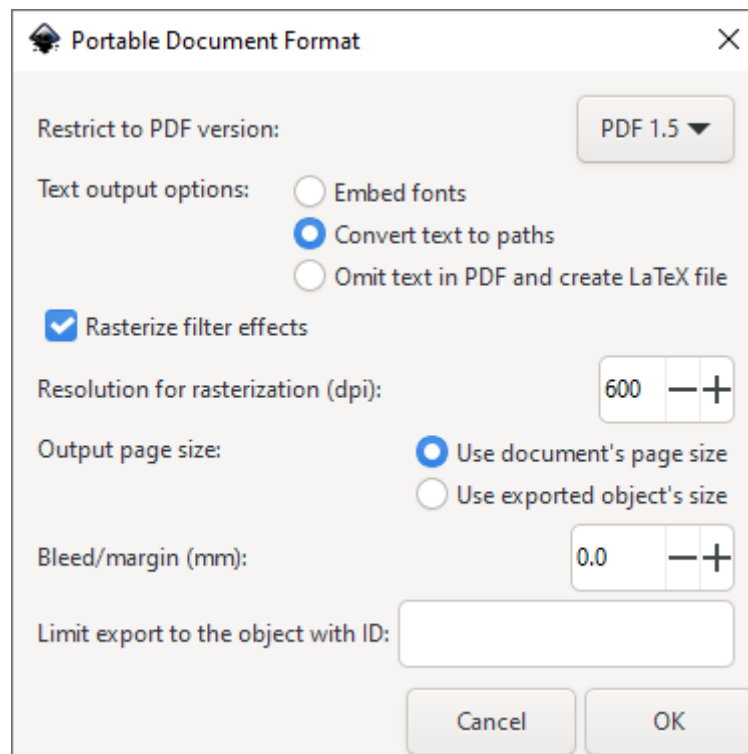 Portable Document Format
Restrict to PDF version: PDF 1.5
Text output options: Embed fonts
Convert text to paths
Omit text in PDF and create LaTeX file
Rasterize filter effects
Resolution for rasterization (dpi): 600
Output page size: Use document's page size
Use exported object's size
Bleed/margin (mm): 0.0
Limit export to the object with ID:
Cancel OK